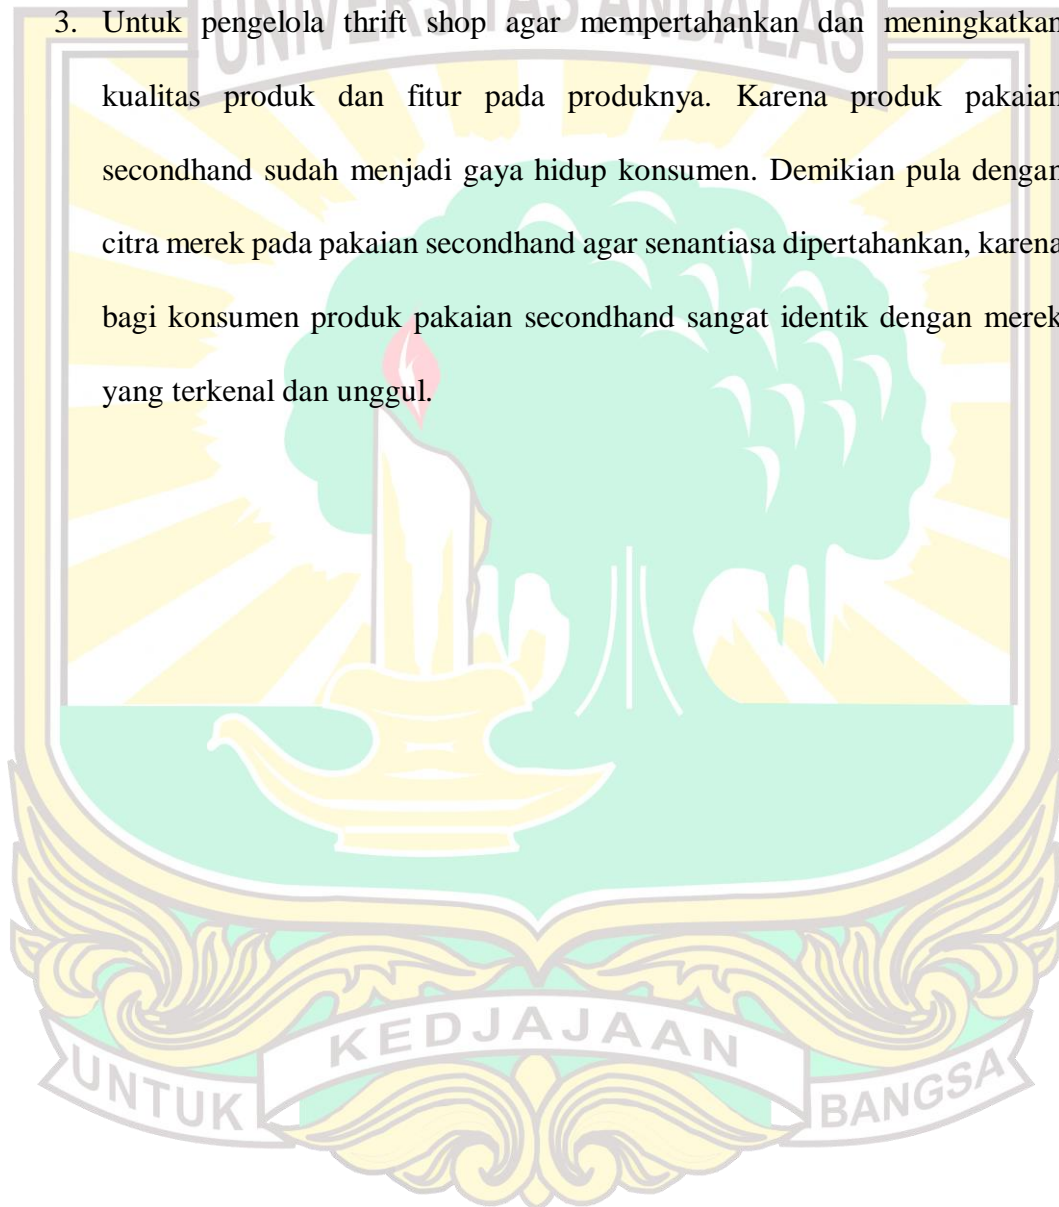 UNIVERSITAS ANDALAS
3. Untuk pengelola thrift shop agar mempertahankan dan meningkatkan
kualitas produk dan fitur pada produknya. Karena produk pakaian
secondhand sudah menjadi gaya hidup konsumen. Demikian pula dengan
citra merek pada pakaian secondhand agar senantiasa dipertahankan, karena
bagi konsumen produk pakaian secondhand sangat identik dengan merek
yang terkenal dan unggul.
UNTUK KEDJAJAAN BANGSA